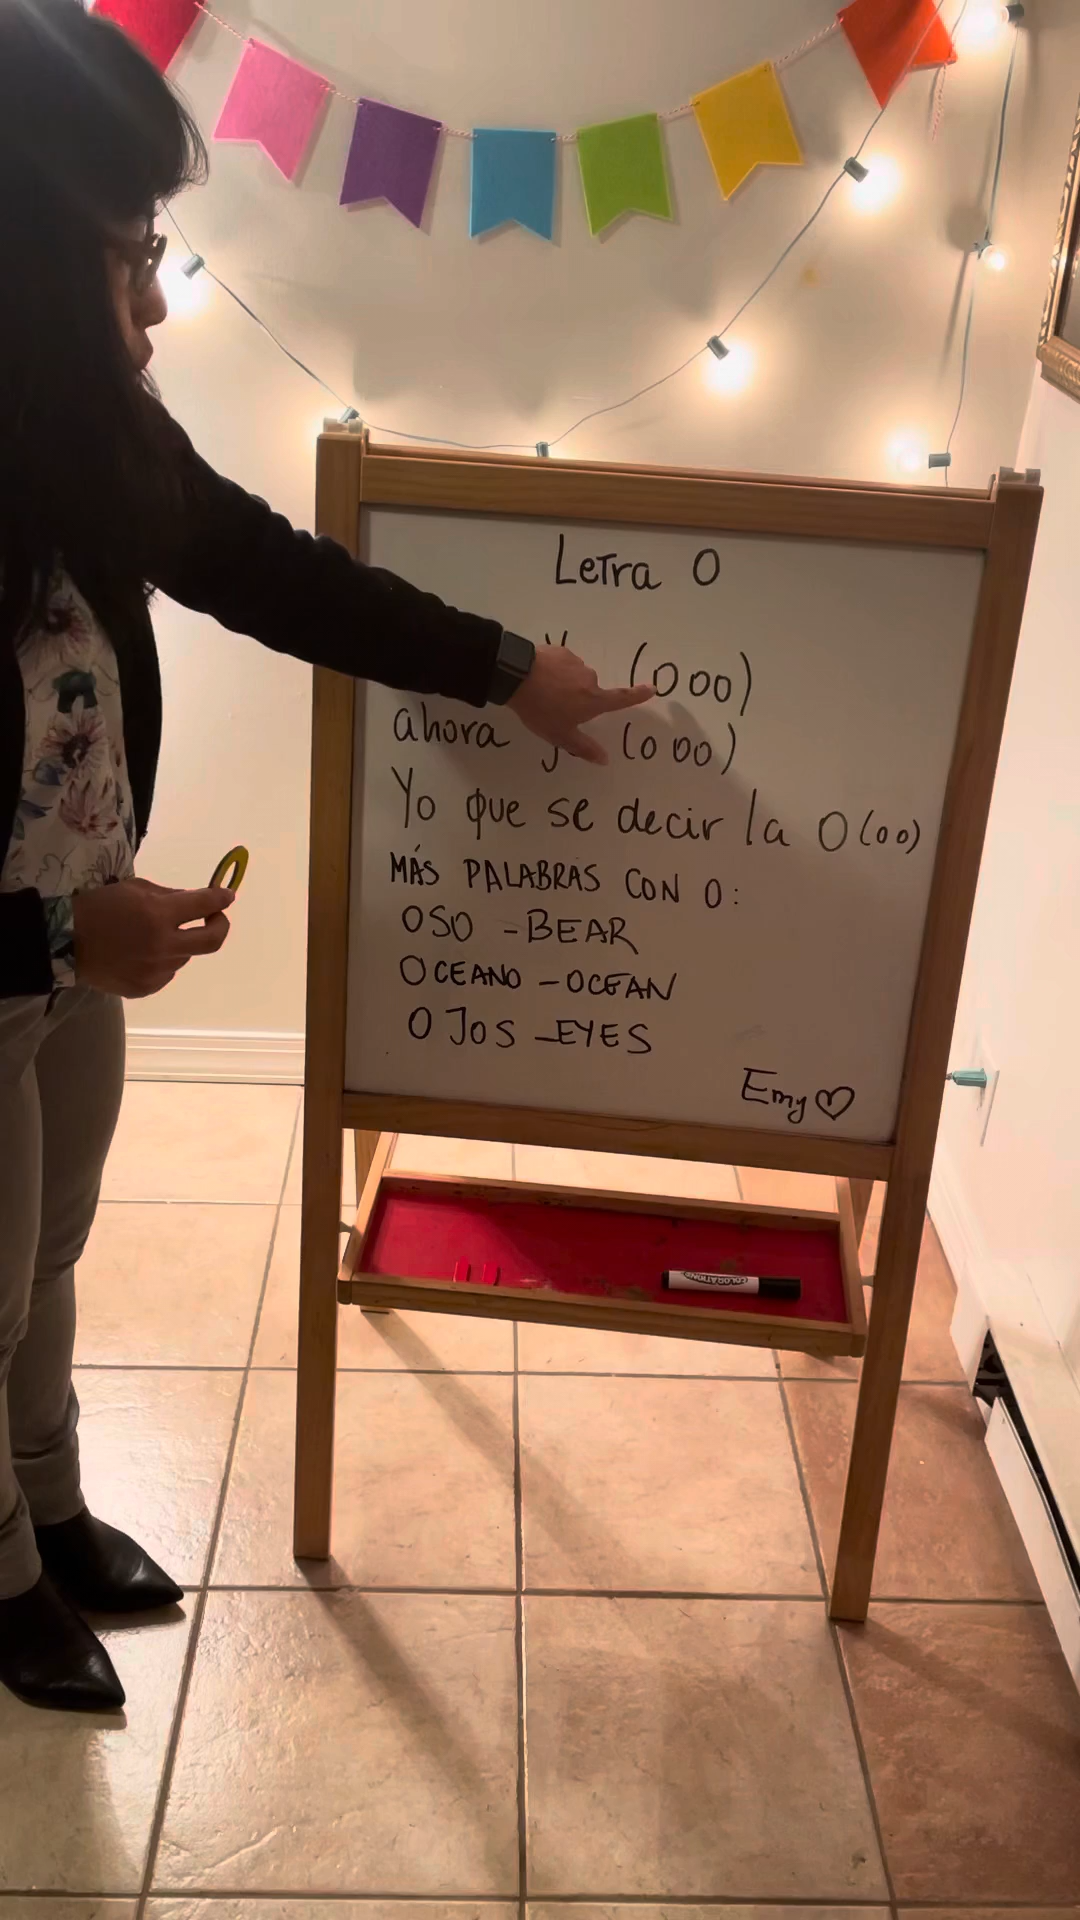 Letra O
(OOO)
ahora (OOO)
Yo que se decir la O (OO)
MÁS PALABRAS CON O:
OSO - BEAR
OCEANO - OCEAN
OJOS - EYES
Emy ♡
COLORATIONS